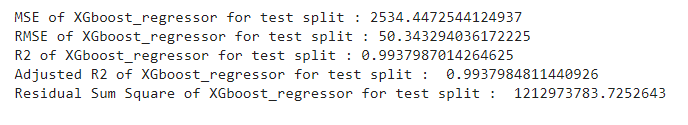 MSE of XGboost_regressor for test split : 2534.4472544124937
RMSE of XGboost_regressor for test split : 50.343294036172225
R2 of XGboost_regressor for test split : 0.9937987014264625
Adjusted R2 of XGboost_regressor for test split :  0.9937984811440926
Residual Sum Square of XGboost_regressor for test split :  1212973783.7252643